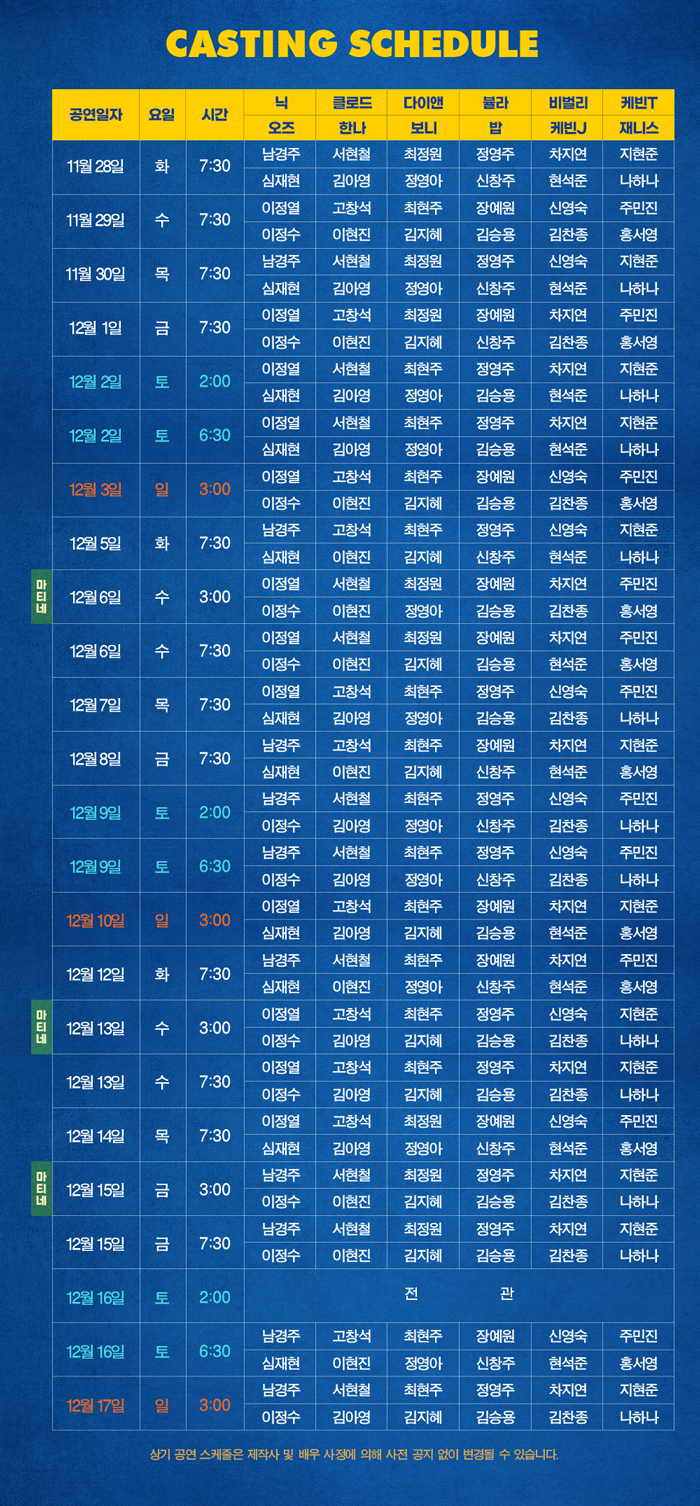 CASTING SCHEDULE
공연일자 요일 시간 닉 클로드 다이앤 뷸라 비벌리 케빈T
오즈 한나 보니 밥 케빈J 재니스
남경주 서현철 최정원 정영주 차지연 지현준
11월 28일 화 7:30
심재현 김아영 정영아 신창주 현석준 나하나
이정열 고창석 최현주 장예원 신영숙 주민진
11월 29일 수 7:30
이정수 이현진 김지혜 김승용 김찬종 홍서영
남경주 서현철 최정원 정영주 신영숙 지현준
11월 30일 목 7:30
심재현 김아영 정영아 신창주 현석준 나하나
이정열 고창석 최정원 장예원 차지연 주민진
12월 1일 금 7:30
이정수 이현진 김지혜 신창주 김찬종 홍서영
이정열 서현철 최정원 정영주 차지연 지현준
12월 2일 토 2:00
심재현 김아영 정영아 김승용 현석준 나하나
이정열 서현철 최현주 정영주 차지연 지현준
12월 2일 토 6:30
심재현 김아영 정영아 김승용 현석준 나하나
이정열 고창석 최현주 장예원 신영숙 주민진
12월 3일 일 3:00
이정수 이현진 김지혜 김승용 김찬종 홍서영
남경주 고창석 최현주 정영주 신영숙 지현준
12월 5일 화 7:30
심재현 이현진 김지혜 신창주 현석준 나하나
이정열 서현철 최정원 장예원 차지연 주민진
마티네 12월 6일 수 3:00
이정수 이현진 정영아 김승용 김찬종 홍서영
이정열 서현철 최정원 장예원 차지연 주민진
12월 6일 수 7:30
이정수 이현진 김지혜 김승용 현석준 홍서영
이정열 고창석 최현주 정영주 신영숙 주민진
12월 7일 목 7:30
심재현 김아영 정영아 김승용 김찬종 나하나
남경주 고창석 최현주 장예원 차지연 지현준
12월 8일 금 7:30
심재현 이현진 김지혜 신창주 현석준 홍서영
남경주 서현철 최현주 정영주 신영숙 주민진
12월 9일 토 2:00
이정수 김아영 정영아 신창주 김찬종 나하나
남경주 서현철 최현주 정영주 신영숙 주민진
12월 9일 토 6:30
이정수 김아영 정영아 신창주 김찬종 나하나
이정열 고창석 최현주 장예원 차지연 지현준
12월 10일 일 3:00
심재현 김아영 김지혜 김승용 현석준 홍서영
남경주 서현철 최현주 장예원 차지연 주민진
12월 12일 화 7:30
심재현 이현진 정영아 신창주 현석준 홍서영
이정열 고창석 최정원 정영주 신영숙 지현준
마티네 12월 13일 수 3:00
이정수 이현진 김지혜 김승용 김찬종 나하나
이정열 고창석 최현주 정영주 차지연 지현준
12월 13일 수 7:30
이정수 김아영 김지혜 김승용 김찬종 나하나
이정열 고창석 최정원 장예원 신영숙 주민진
12월 14일 목 7:30
심재현 김아영 정영아 신창주 현석준 홍서영
남경주 서현철 최정원 정영주 차지연 지현준
마티네 12월 15일 금 3:00
이정수 이현진 김지혜 김승용 김찬종 나하나
남경주 서현철 최정원 정영주 차지연 지현준
12월 15일 금 7:30
이정수 이현진 김지혜 김승용 김찬종 나하나
12월 16일 토 2:00 전 관
남경주 고창석 최현주 장예원 신영숙 주민진
12월 16일 토 6:30
심재현 이현진 정영아 신창주 현석준 홍서영
남경주 서현철 최현주 정영주 차지연 지현준
12월 17일 일 3:00
이정수 김아영 김지혜 김승용 김찬종 나하나
상기 공연 스케줄은 제작사 및 배우 사정에 의해 사전 공지 없이 변경될 수 있습니다.